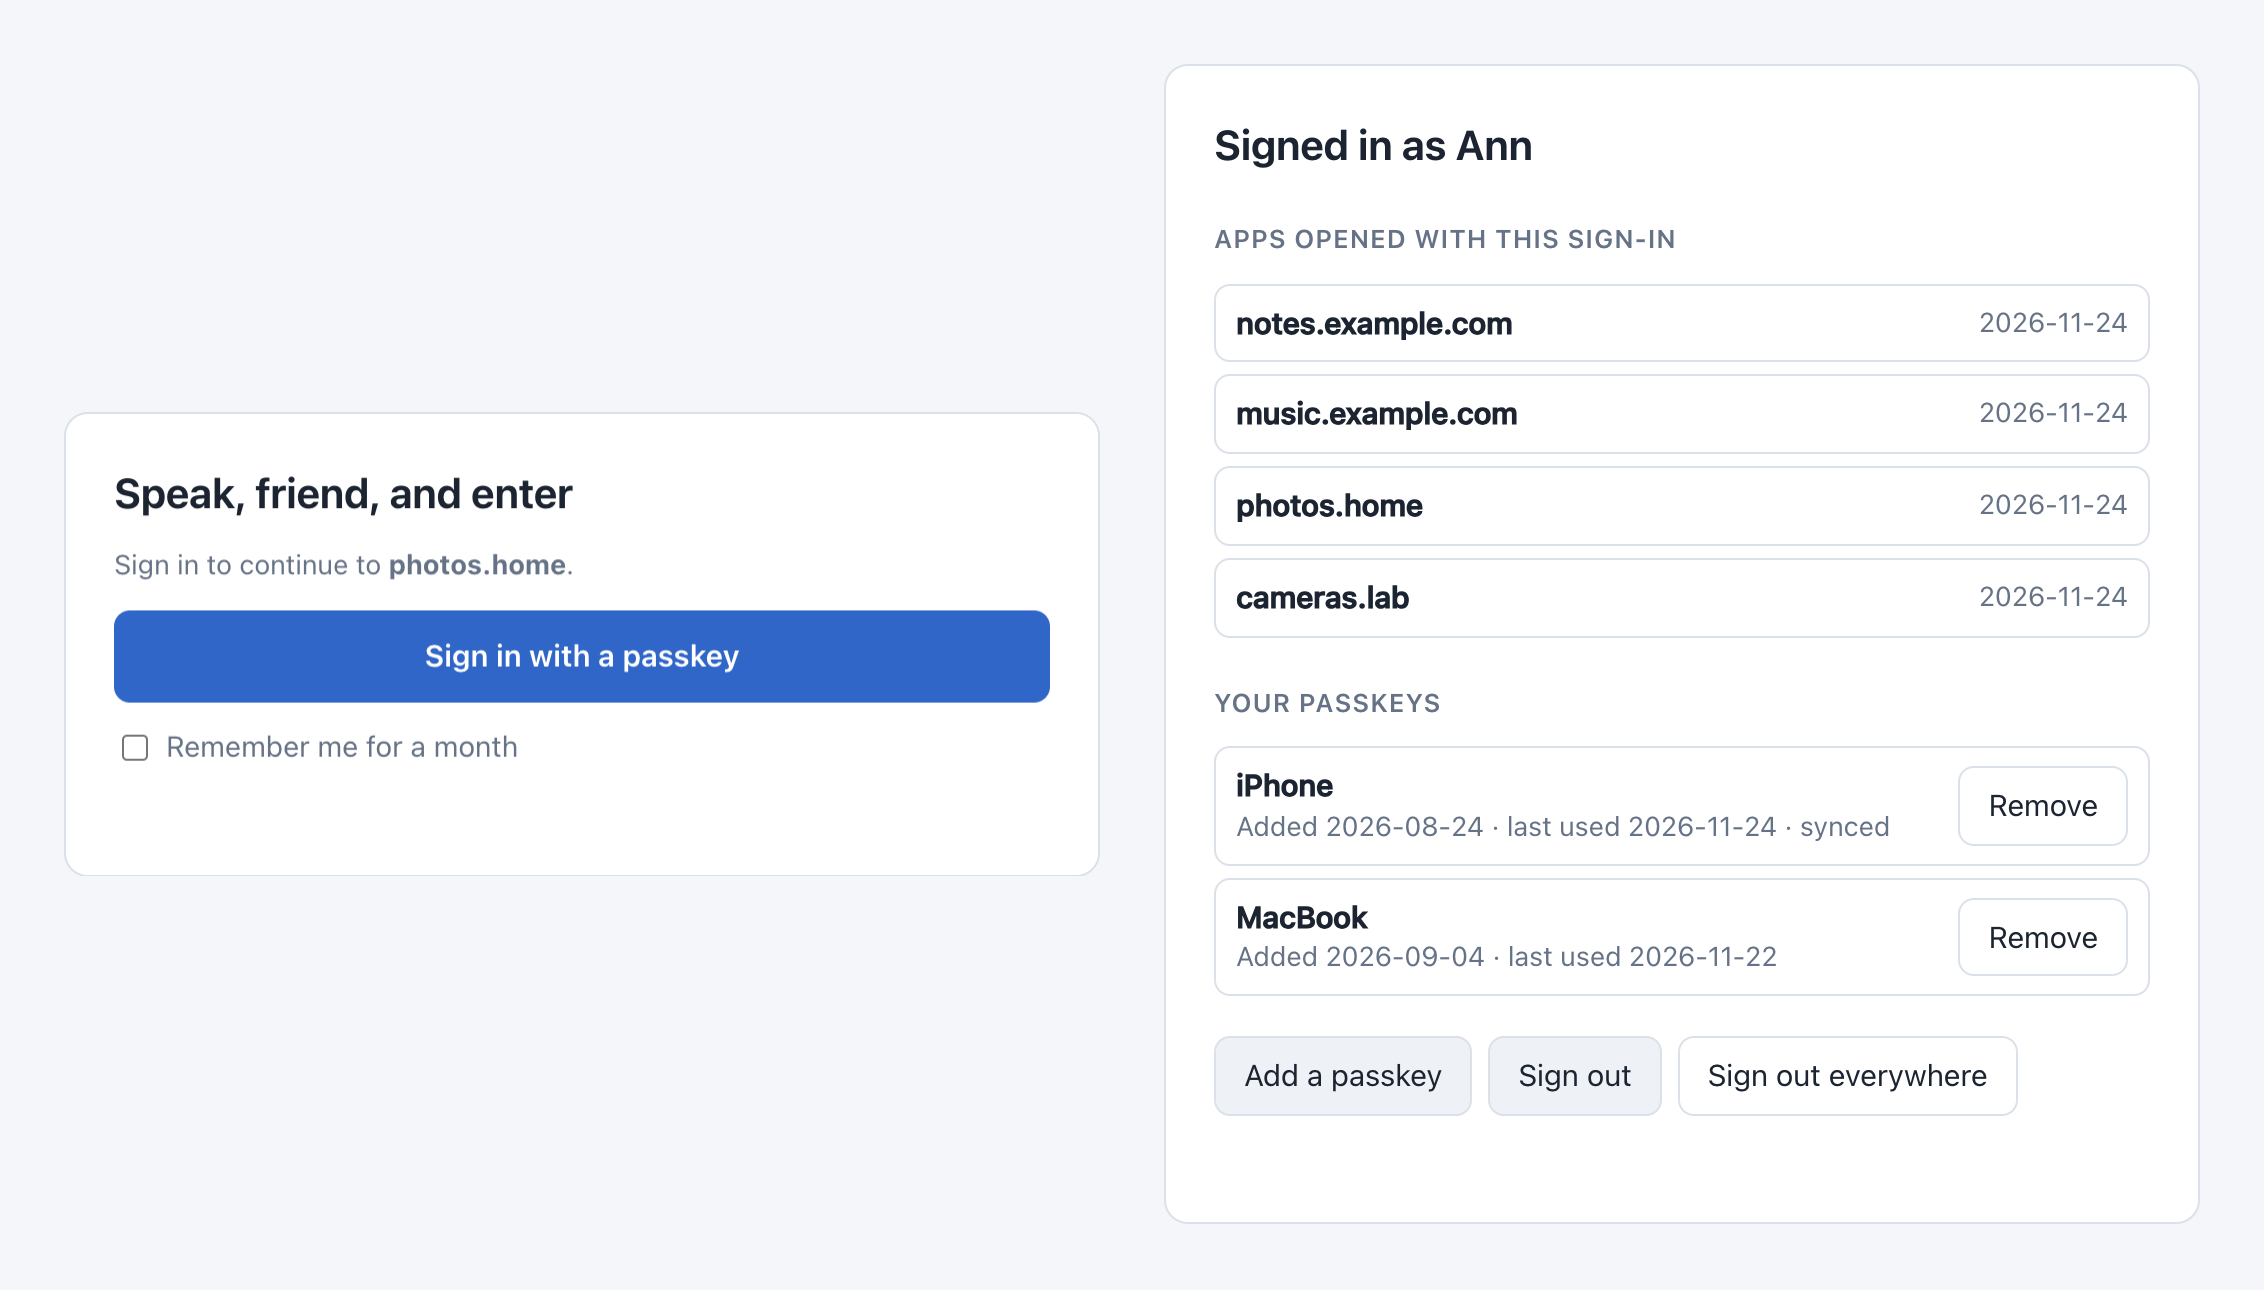 Speak, friend, and enter
Sign in to continue to photos.home.
Sign in with a passkey
Remember me for a month
Signed in as Ann
APPS OPENED WITH THIS SIGN-IN
notes.example.com 2026-11-24
music.example.com 2026-11-24
photos.home 2026-11-24
cameras.lab 2026-11-24
YOUR PASSKEYS
iPhone
Added 2026-08-24 · last used 2026-11-24 · synced
Remove
MacBook
Added 2026-09-04 · last used 2026-11-22
Remove
Add a passkey Sign out Sign out everywhere